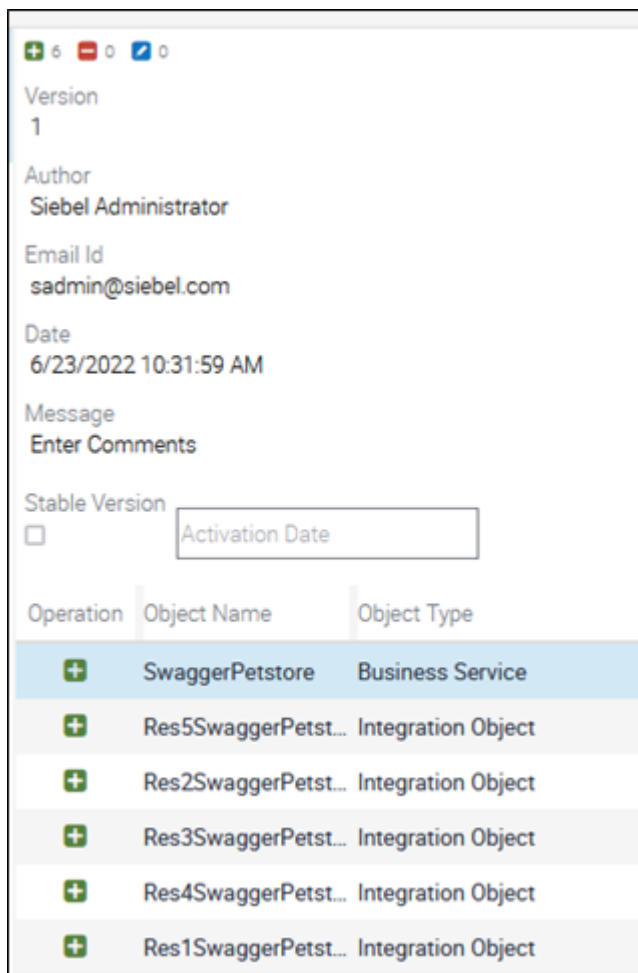 6 0 0
Version
1
Author
Siebel Administrator
Email Id
sadmin@siebel.com
Date
6/23/2022 10:31:59 AM
Message
Enter Comments
Stable Version
Activation Date
Operation Object Name Object Type
SwaggerPetstore Business Service
Res5SwaggerPetst... Integration Object
Res2SwaggerPetst... Integration Object
Res3SwaggerPetst... Integration Object
Res4SwaggerPetst... Integration Object
Res1SwaggerPetst... Integration Object